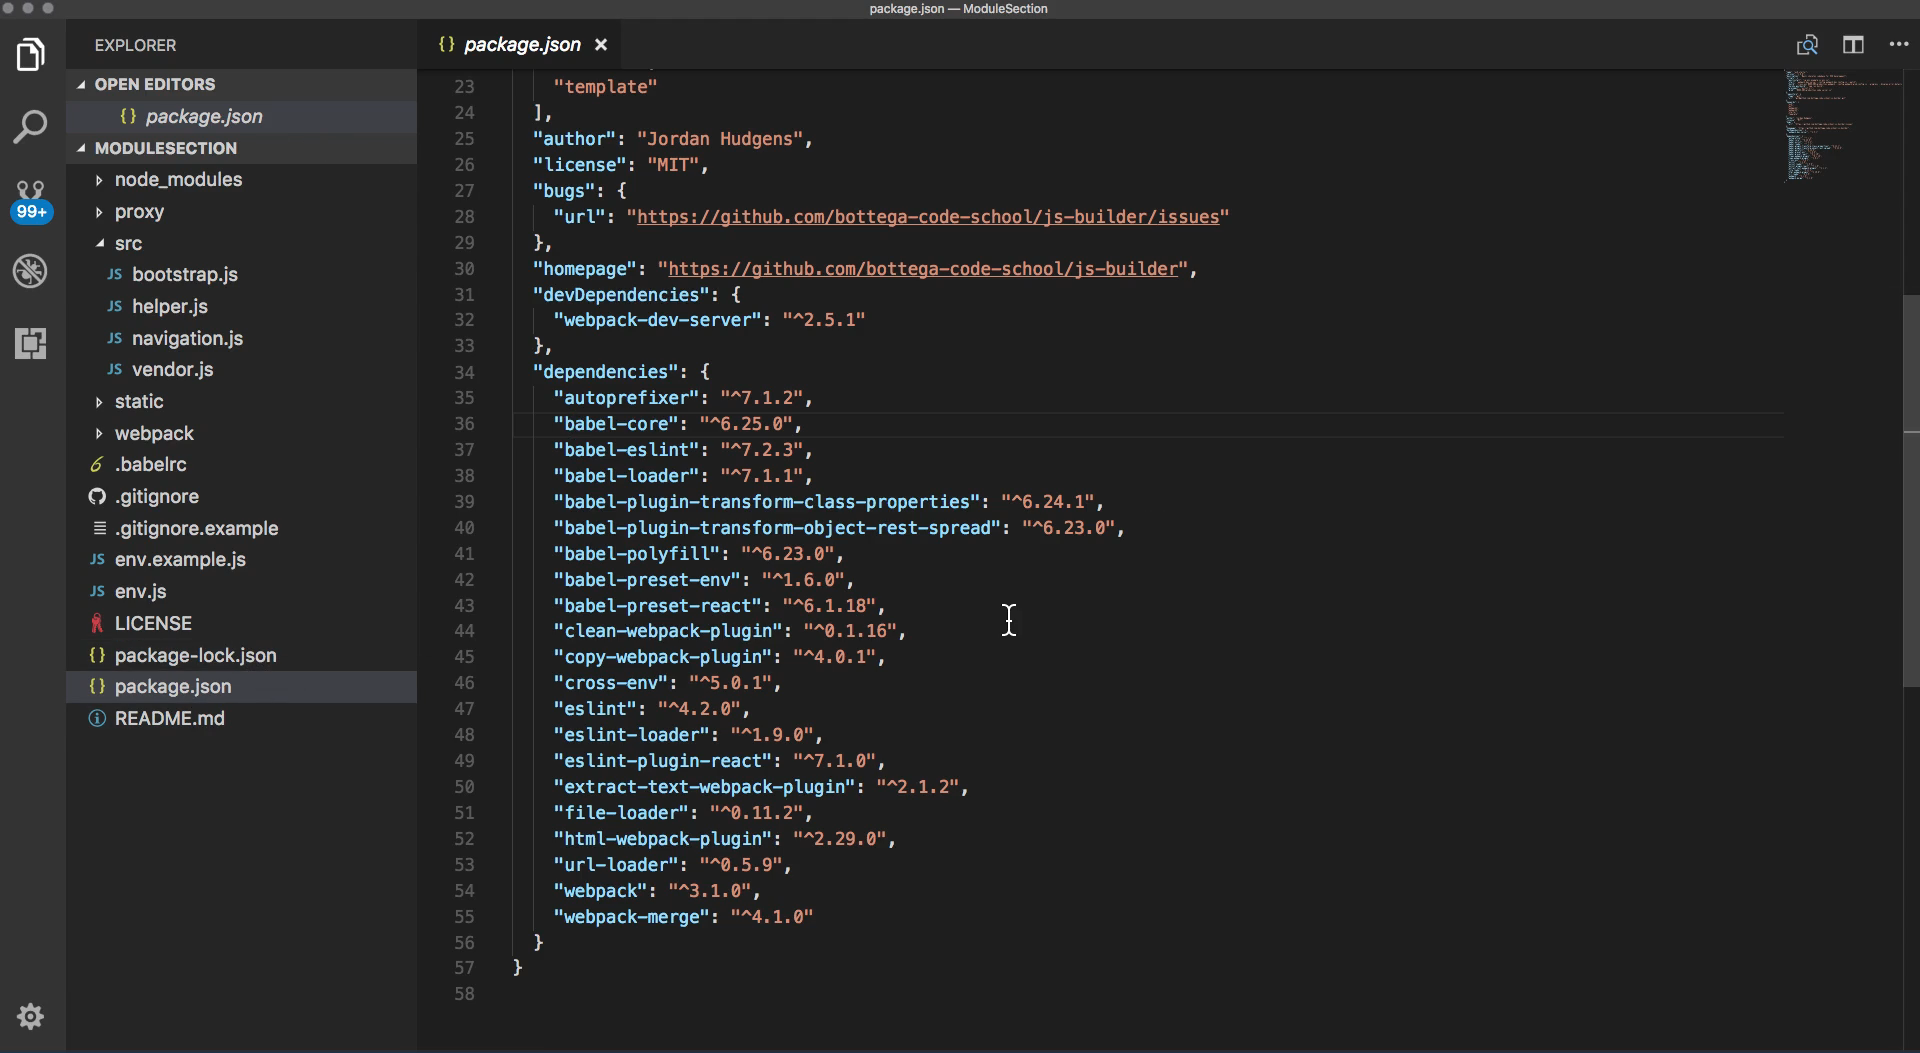 package.json — ModuleSection
EXPLORER
OPEN EDITORS
{} package.json
MODULESECTION
node_modules
proxy
src
JS bootstrap.js
JS helper.js
JS navigation.js
JS vendor.js
static
webpack
.babelrc
.gitignore
.gitignore.example
JS env.example.js
JS env.js
LICENSE
{} package-lock.json
{} package.json
README.md
99+
{} package.json ×
23 "template"
24 ],
25 "author": "Jordan Hudgens",
26 "license": "MIT",
27 "bugs": {
28 "url": "https://github.com/bottega-code-school/js-builder/issues"
29 },
30 "homepage": "https://github.com/bottega-code-school/js-builder",
31 "devDependencies": {
32 "webpack-dev-server": "^2.5.1"
33 },
34 "dependencies": {
35 "autoprefixer": "^7.1.2",
36 "babel-core": "^6.25.0",
37 "babel-eslint": "^7.2.3",
38 "babel-loader": "^7.1.1",
39 "babel-plugin-transform-class-properties": "^6.24.1",
40 "babel-plugin-transform-object-rest-spread": "^6.23.0",
41 "babel-polyfill": "^6.23.0",
42 "babel-preset-env": "^1.6.0",
43 "babel-preset-react": "^6.1.18",
44 "clean-webpack-plugin": "^0.1.16",
45 "copy-webpack-plugin": "^4.0.1",
46 "cross-env": "^5.0.1",
47 "eslint": "^4.2.0",
48 "eslint-loader": "^1.9.0",
49 "eslint-plugin-react": "^7.1.0",
50 "extract-text-webpack-plugin": "^2.1.2",
51 "file-loader": "^0.11.2",
52 "html-webpack-plugin": "^2.29.0",
53 "url-loader": "^0.5.9",
54 "webpack": "^3.1.0",
55 "webpack-merge": "^4.1.0"
56 }
57 }
58